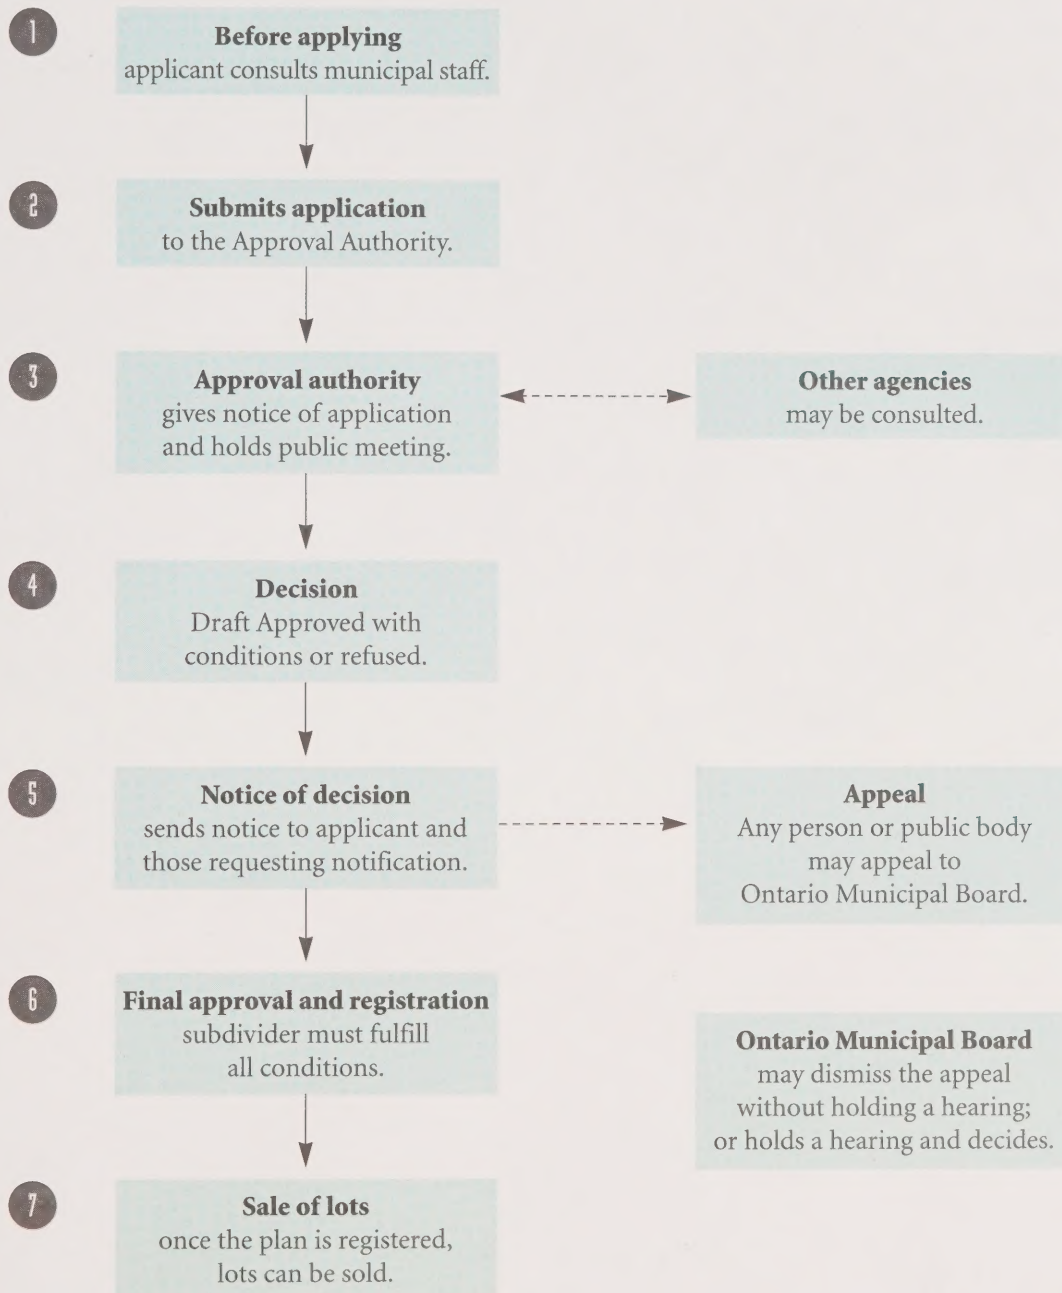 1
Before applying
applicant consults municipal staff.
2
Submits application
to the Approval Authority.
3
Approval authority
gives notice of application
and holds public meeting.
Other agencies
may be consulted.
4
Decision
Draft Approved with
conditions or refused.
5
Notice of decision
sends notice to applicant and
those requesting notification.
Appeal
Any person or public body
may appeal to
Ontario Municipal Board.
6
Final approval and registration
subdivider must fulfill
all conditions.
Ontario Municipal Board
may dismiss the appeal
without holding a hearing;
or holds a hearing and decides.
7
Sale of lots
once the plan is registered,
lots can be sold.